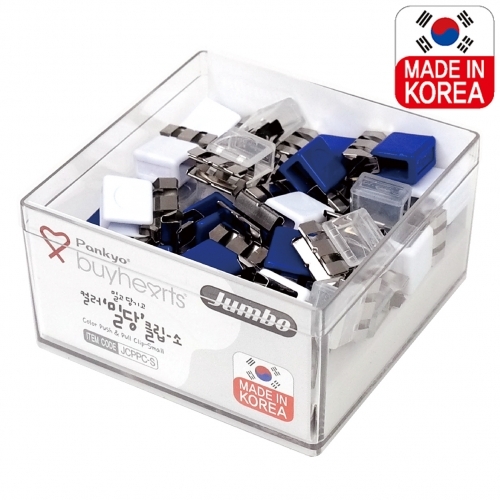 MADE IN
KOREA
Pankyo®
buyhearts®
밀고 당기고
컬러'밀당'클립-소
Color Push & Pull Clip-Small
ITEM CODE JCPPC-S
Jumbo
MADE IN
KOREA